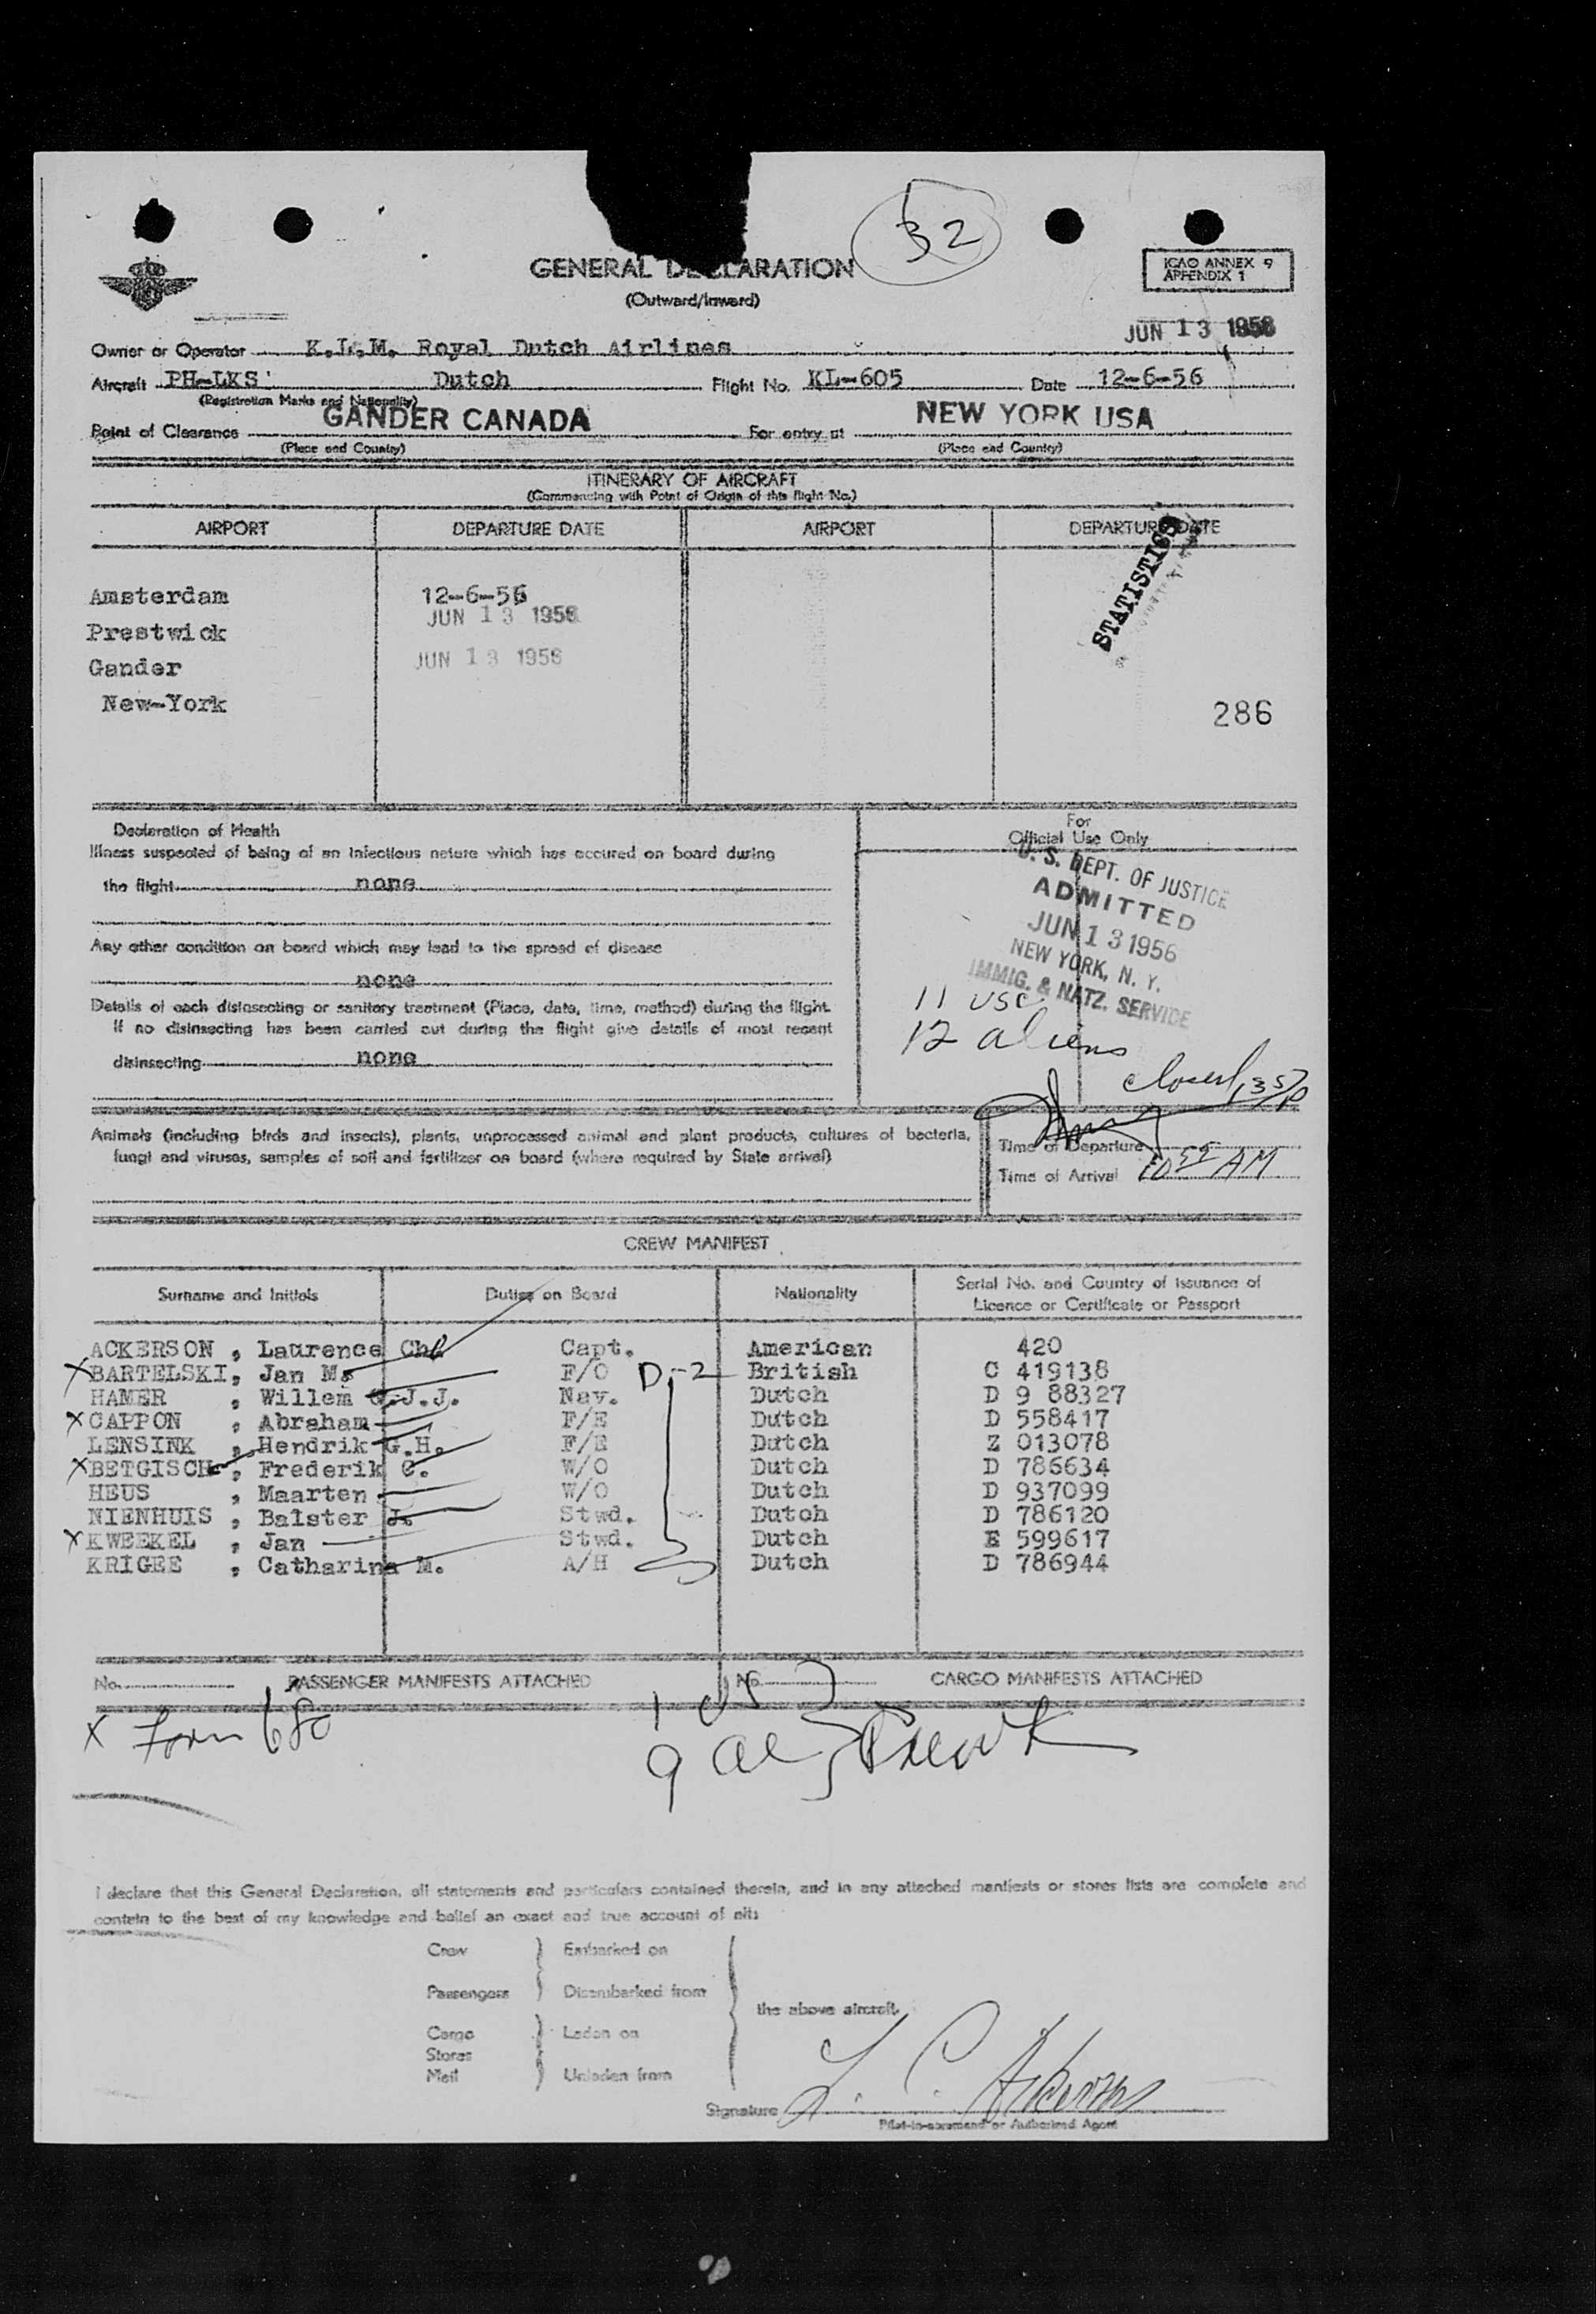 32
GENERAL DECLARATION
(Outward/Inward)
ICAO ANNEX 9
APPENDIX 1
JUN 13 1956
Owner or Operator K.L.M. Royal Dutch Airlines
Aircraft PH-LKS Dutch Flight No. KL-605 Date 12-6-56
(Registration Marks and Nationality)
Point of Clearance GANDER CANADA For entry at NEW YORK USA
(Place and Country) (Place and Country)
ITINERARY OF AIRCRAFT
(Commencing with Point of Origin of this flight No.)
AIRPORT DEPARTURE DATE AIRPORT DEPARTURE DATE
STATISTICS
Amsterdam 12-6-56
Prestwick JUN 13 1956
Gander JUN 13 1956
New-York
286
Declaration of Health
Illness suspected of being of an infectious nature which has occured on board during
the flight none
Any other condition on board which may lead to the spread of disease
none
Details of each disinsecting or sanitary treatment (Place, date, time, method) during the flight.
If no disinsecting has been carried out during the flight give details of most recent
disinsecting none
For
Official Use Only
U. S. DEPT. OF JUSTICE
ADMITTED
JUN 13 1956
NEW YORK, N. Y.
IMMIG. & NATZ. SERVICE
11 USC
12 aliens
closed 135P
Animals (including birds and insects), plants, unprocessed animal and plant products, cultures of bacteria,
fungi and viruses, samples of soil and fertilizer on board (where required by State arrival)
Time of Departure
Time of Arrival AM
CREW MANIFEST
Surname and Initials Duties on Board Nationality Serial No. and Country of Issuance of
Licence or Certificate or Passport
ACKERSON , Laurence Ch. Capt. American 420
X BARTELSKI, Jan M. F/O D-2 British C 419138
HAMER , Willem G.J.J. Nav. Dutch D 9 88327
X CAPPON , Abraham F/E Dutch D 558417
LENSINK , Hendrik G.H. F/E Dutch Z 013078
X BETGISCH , Frederik C. W/O Dutch D 786634
HEUS , Maarten W/O Dutch D 937099
NIENHUIS , Balster J. Stwd. Dutch D 786120
X KWEEKEL , Jan Stwd. Dutch E 599617
KRIGEE , Catharina M. A/H Dutch D 786944
No. PASSENGER MANIFESTS ATTACHED No. CARGO MANIFESTS ATTACHED
X Form 680
1 US
9 al Crew
I declare that this General Declaration, all statements and particulars contained therein, and in any attached manifests or stores lists are complete and
contain to the best of my knowledge and belief an exact and true account of all:
Crew Embarked on
Passengers Disembarked from
the above aircraft.
Cargo Laden on
Stores
Mail Unladen from
Signature L. C. Ackerson
Pilot-in-command or Authorized Agent